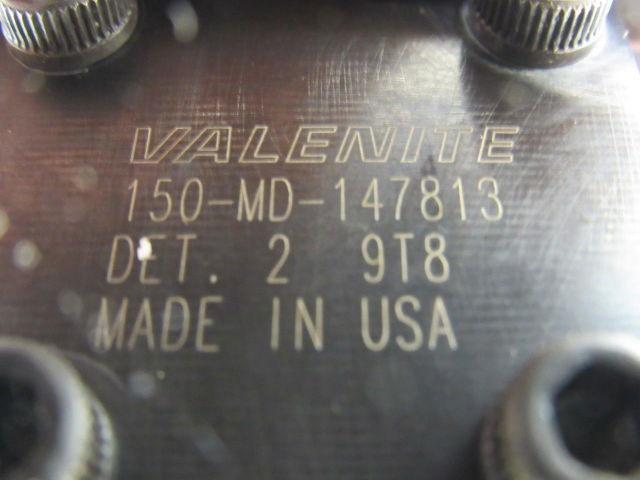 VALENITE
150-MD-147813
DET. 2 9T8
MADE IN USA